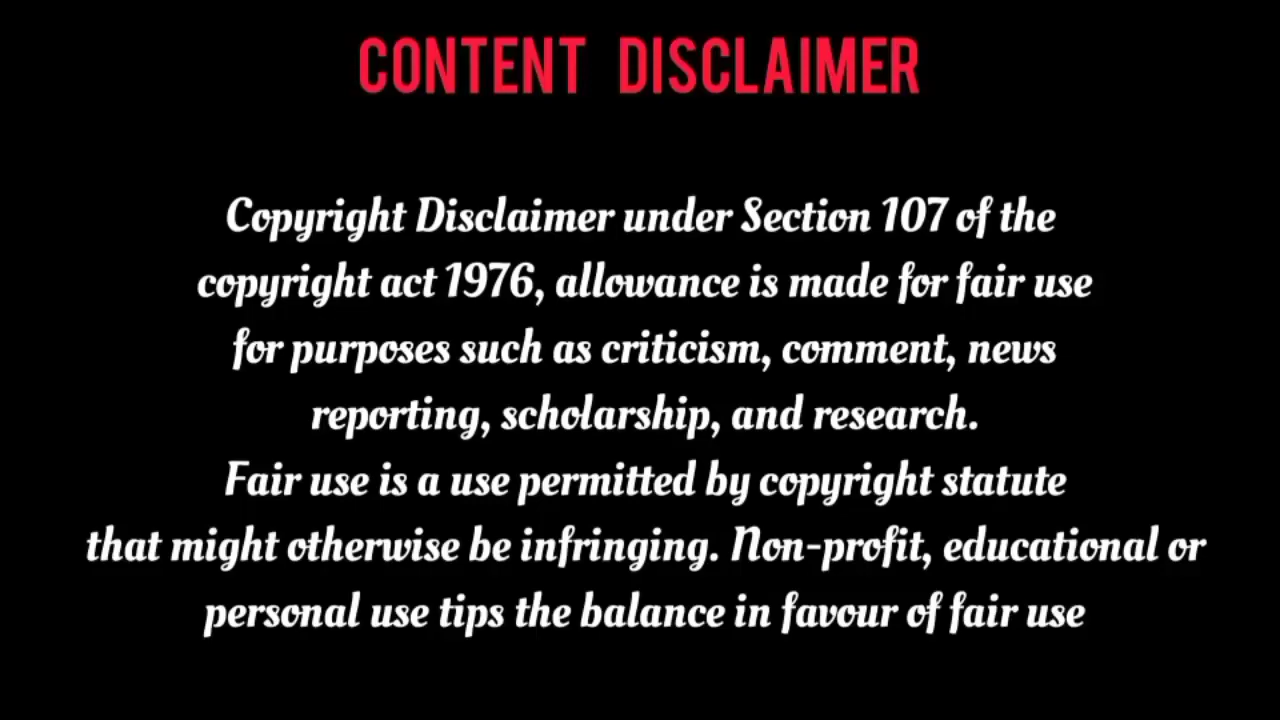 CONTENT DISCLAIMER
Copyright Disclaimer under Section 107 of the
copyright act 1976, allowance is made for fair use
for purposes such as criticism, comment, news
reporting, scholarship, and research.
Fair use is a use permitted by copyright statute
that might otherwise be infringing. Non-profit, educational or
personal use tips the balance in favour of fair use